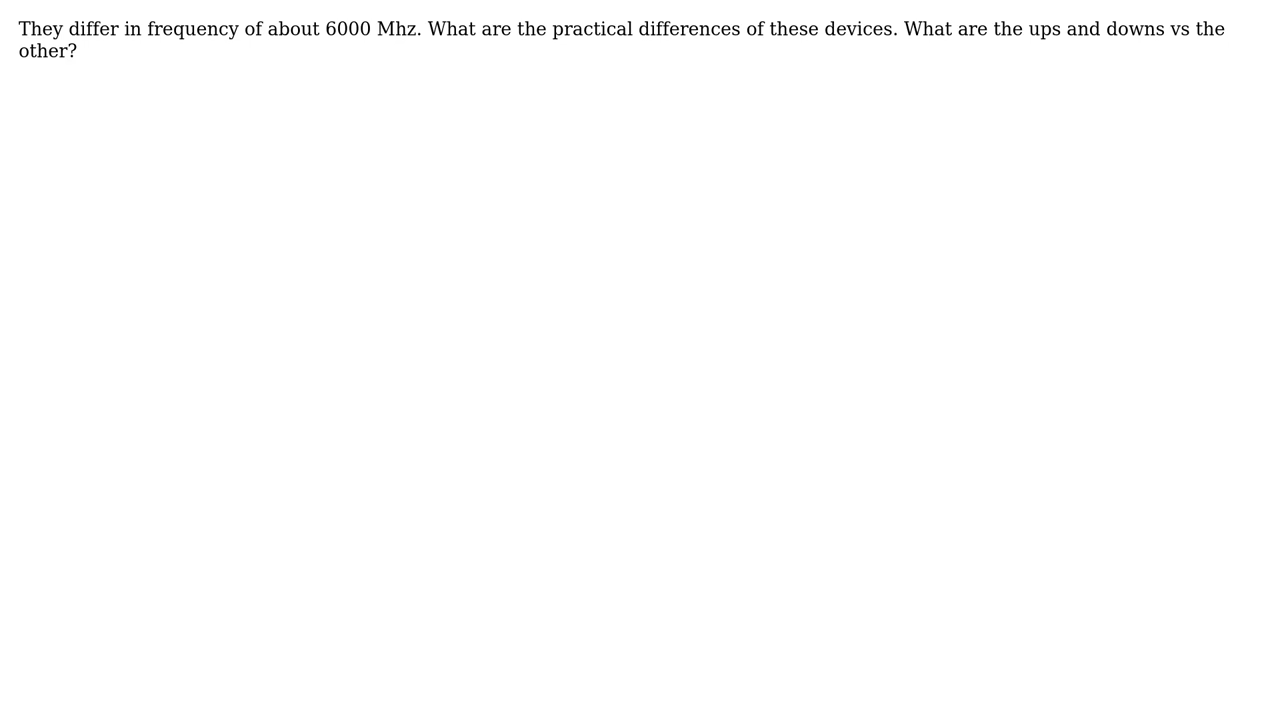 They differ in frequency of about 6000 Mhz. What are the practical differences of these devices. What are the ups and downs vs the
other?